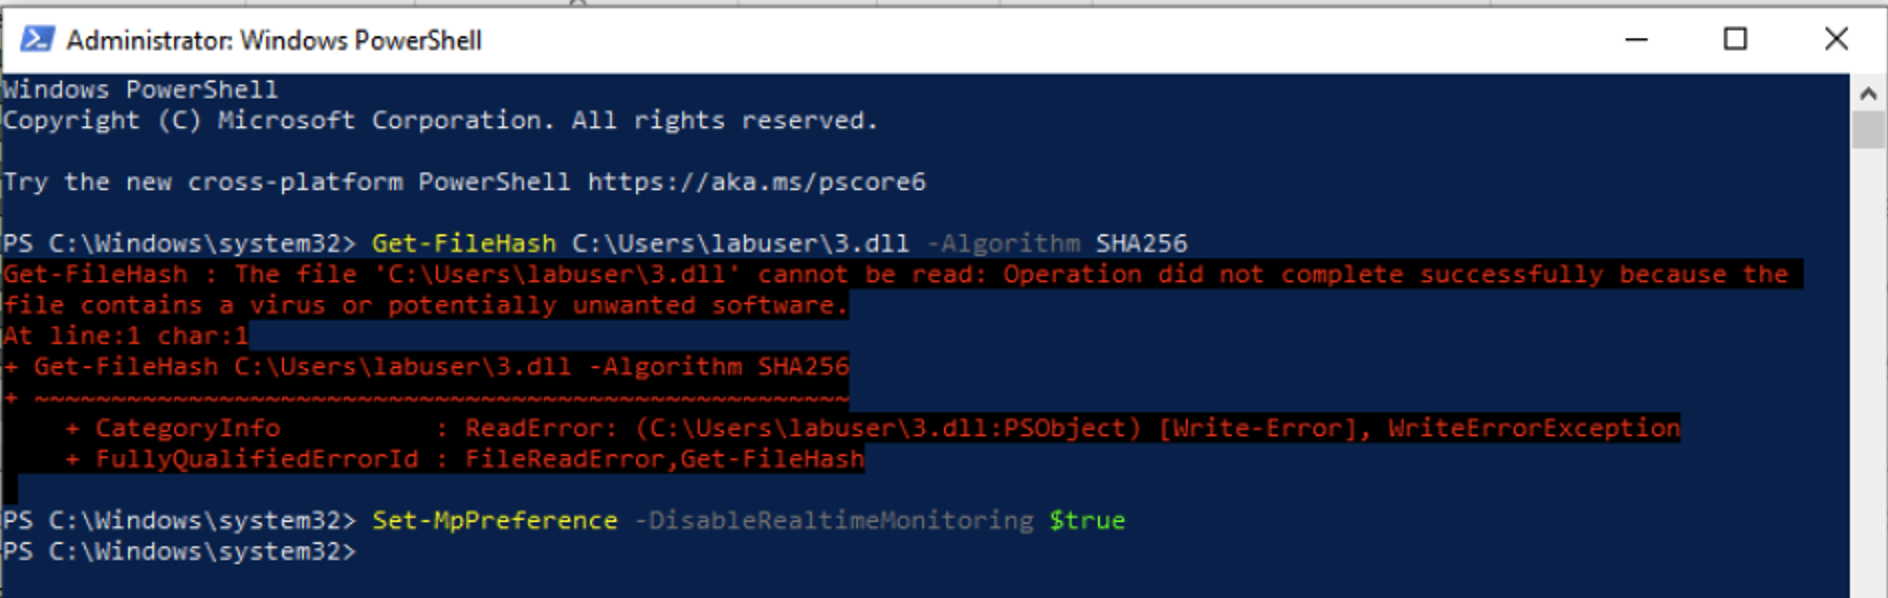 Administrator: Windows PowerShell
Windows PowerShell
Copyright (C) Microsoft Corporation. All rights reserved.
Try the new cross-platform PowerShell https://aka.ms/pscore6
PS C:\Windows\system32> Get-FileHash C:\Users\labuser\3.dll -Algorithm SHA256
Get-FileHash : The file 'C:\Users\labuser\3.dll' cannot be read: Operation did not complete successfully because the
file contains a virus or potentially unwanted software.
At line:1 char:1
+ Get-FileHash C:\Users\labuser\3.dll -Algorithm SHA256
+ ~~~~~~~~~~~~~~~~~~~~~~~~~~~~~~~~~~~~~~~~~~~~~~~~~~~~~
    + CategoryInfo          : ReadError: (C:\Users\labuser\3.dll:PSObject) [Write-Error], WriteErrorException
    + FullyQualifiedErrorId : FileReadError,Get-FileHash
PS C:\Windows\system32> Set-MpPreference -DisableRealtimeMonitoring $true
PS C:\Windows\system32>